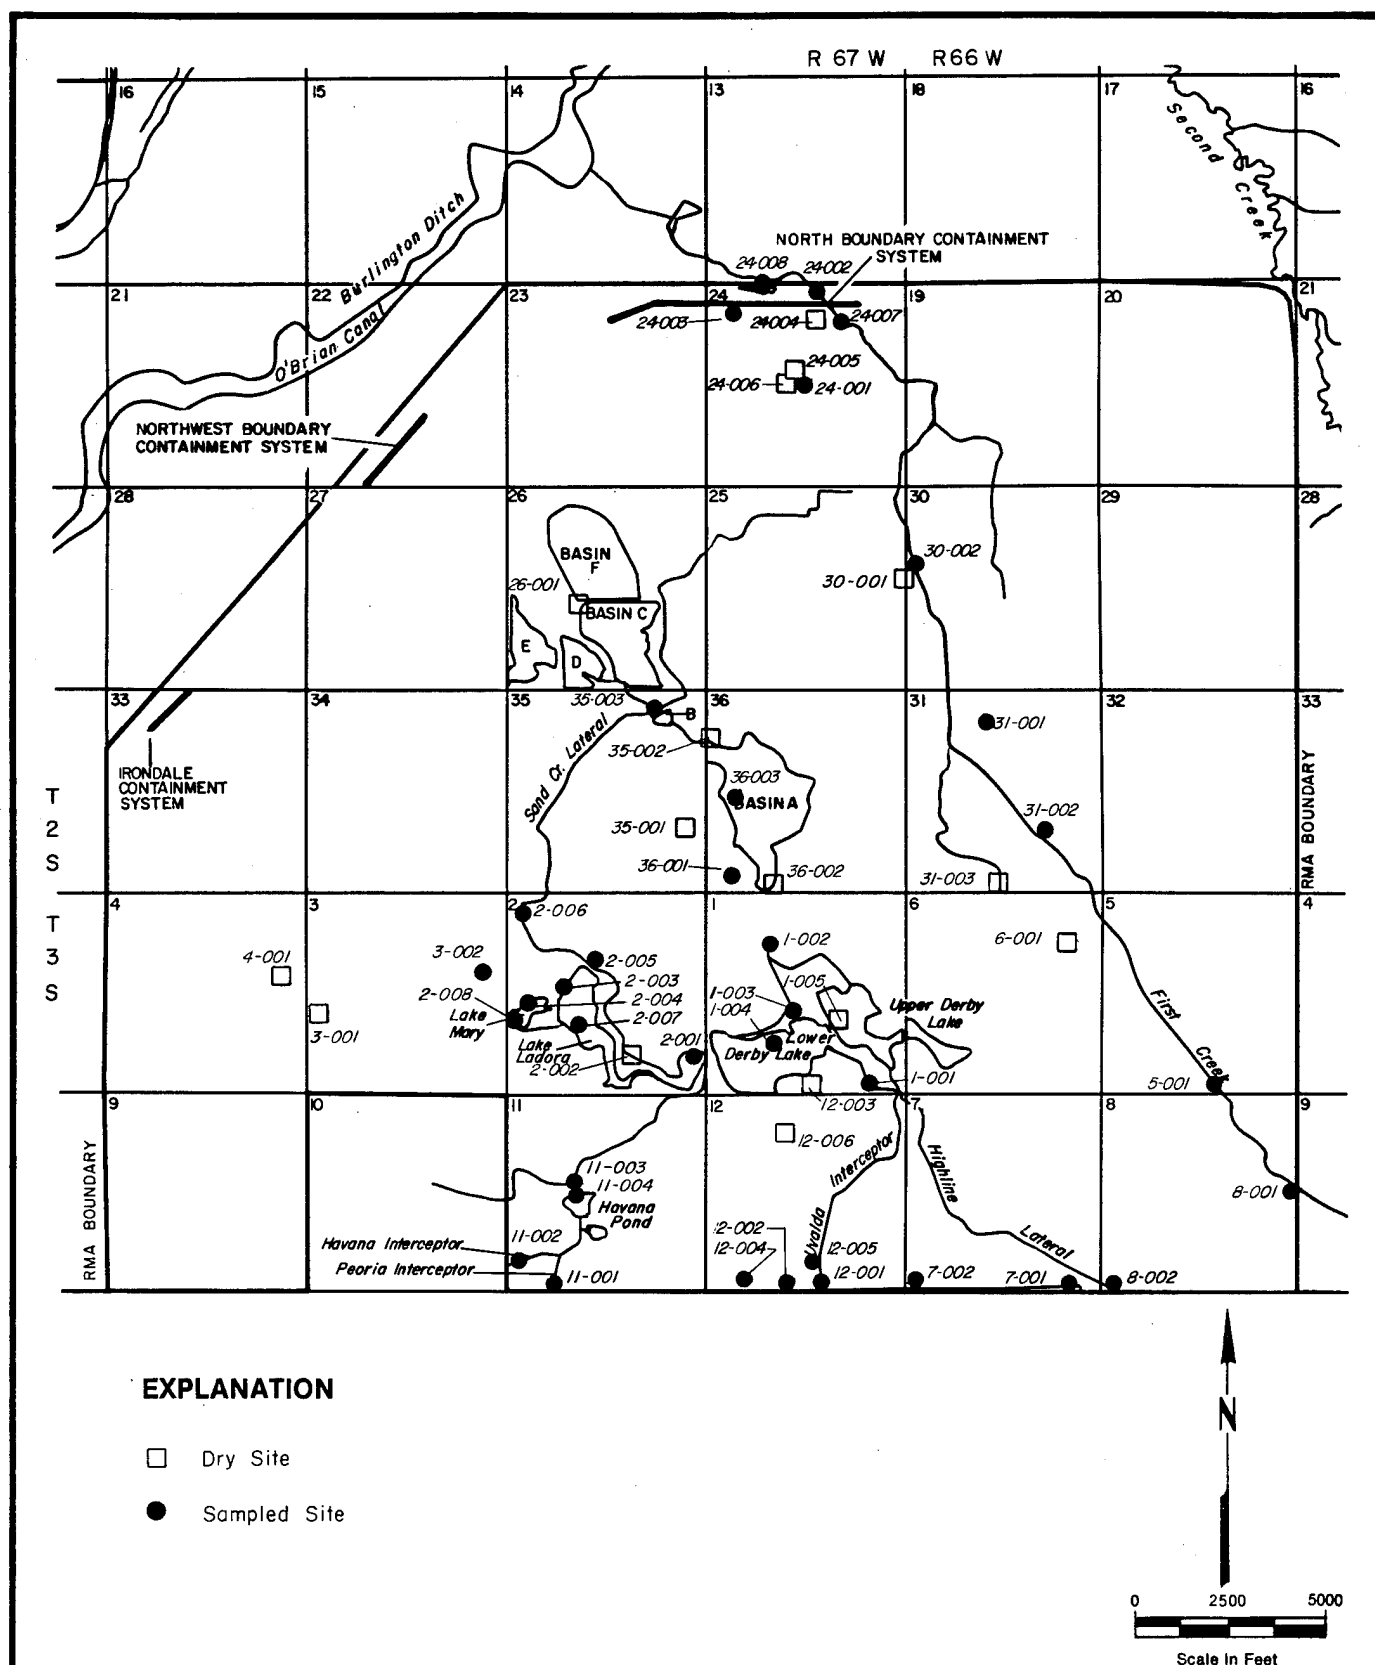 R 67 W R66 W
16 15 14 13 18 17 16
Second Creek
Burlington Ditch
O'Brian Canal
NORTH BOUNDARY CONTAINMENT
SYSTEM
24-008
24-002
21 22 23 24 19 20 21
24-003
24-004
24-007
24-005
24-006
24-001
NORTHWEST BOUNDARY
CONTAINMENT SYSTEM
28 27 26 25 30 29 28
BASIN
F
30-002
30-001
26-001
BASIN C
E
D
33 34 35 36 31 32 33
35-003
B
31-001
35-002
Sand Cr. Lateral
IRONDALE
CONTAINMENT
SYSTEM
36-003
BASIN A
RMA BOUNDARY
T
2
S
31-002
35-001
36-001
36-002
31-003
4 3 2 1 6 5 4
T
3
S
2-006
1-002
6-001
4-001
3-002
2-005
2-003
1-005
2-008
2-004
1-003
1-004
Upper Derby
Lake
First
Creek
3-001
Lake
Mary
2-007
Lower
Derby Lake
Lake
Ladora
2-001
2-002
1-001
5-001
9 10 11 12 7 8 9
12-003
12-006
RMA BOUNDARY
Interceptor
Uvalda
Highline
Lateral
11-003
11-004
Havana
Pond
8-001
11-002
Havana Interceptor
Peoria Interceptor
11-001
12-002
12-004
12-005
12-001
7-002
7-001
8-002
EXPLANATION
Dry Site
Sampled Site
N
0 2500 5000
Scale In Feet